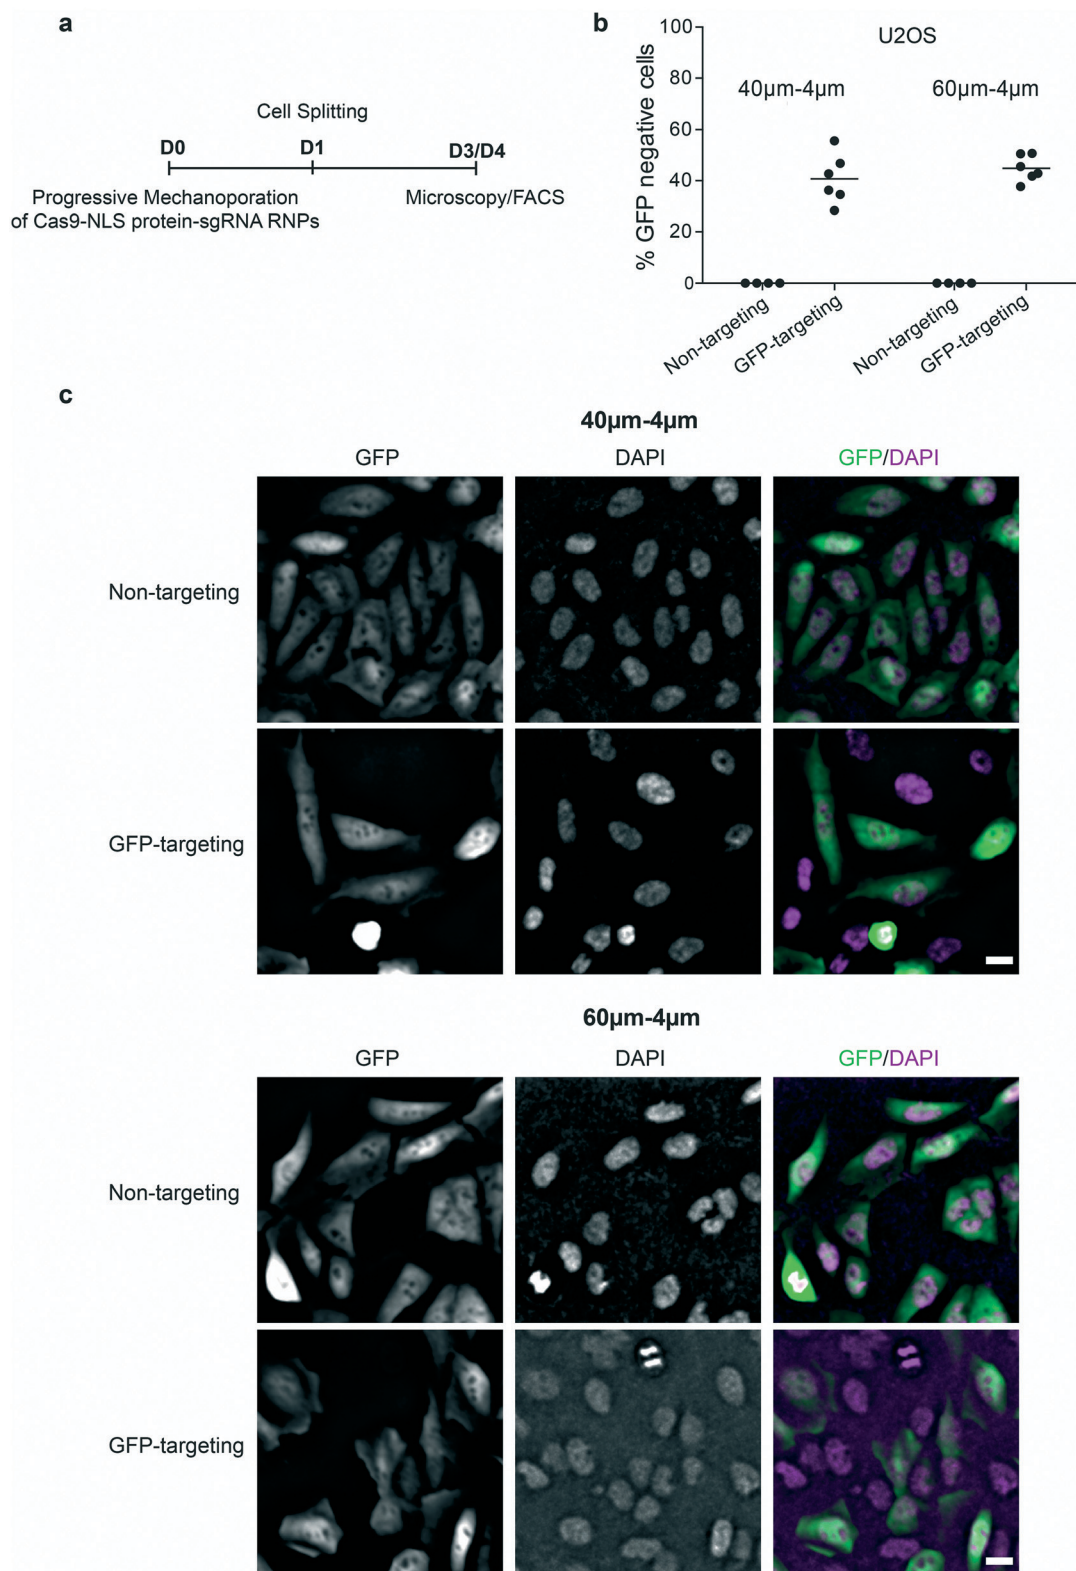 a
Cell Splitting
D0
D1
D3/D4
Progressive Mechanoporation
of Cas9-NLS protein-sgRNA RNPs
Microscopy/FACS
b
U2OS
40µm-4µm
60µm-4µm
% GFP negative cells
100
80
60
40
20
0
Non-targeting
GFP-targeting
Non-targeting
GFP-targeting
c
40µm-4µm
GFP
DAPI
GFP/DAPI
Non-targeting
GFP-targeting
60µm-4µm
GFP
DAPI
GFP/DAPI
Non-targeting
GFP-targeting